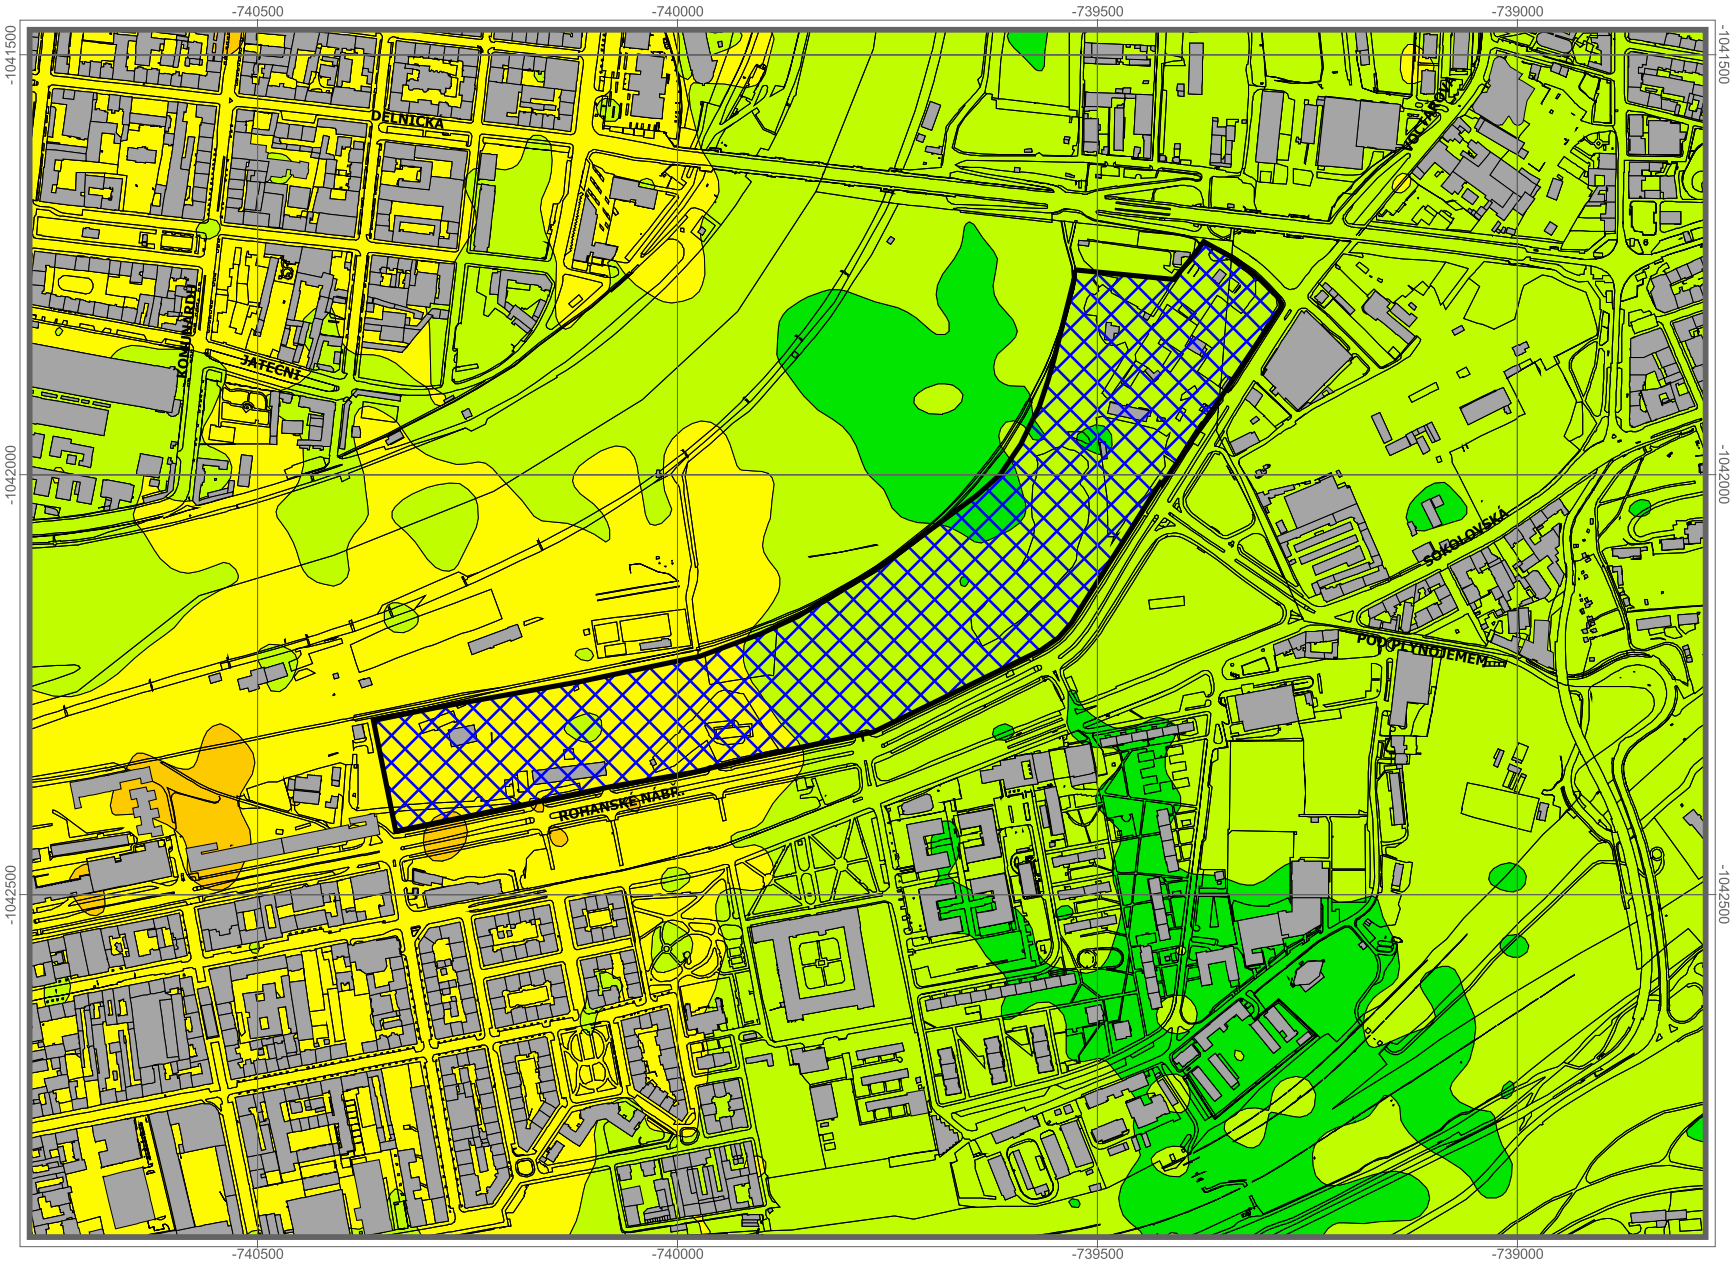 -740500
-740000
-739500
-739000
-1041500
-1041500
DĚLNICKÁ
VOCTÁŘOVA
KOMUNARDŮ
JATEČNÍ
-1042000
-1042000
SOKOLOVSKÁ
POD PLYNOJEMEM
ROHANSKÉ NÁBŘ.
-1042500
-1042500
-740500
-740000
-739500
-739000